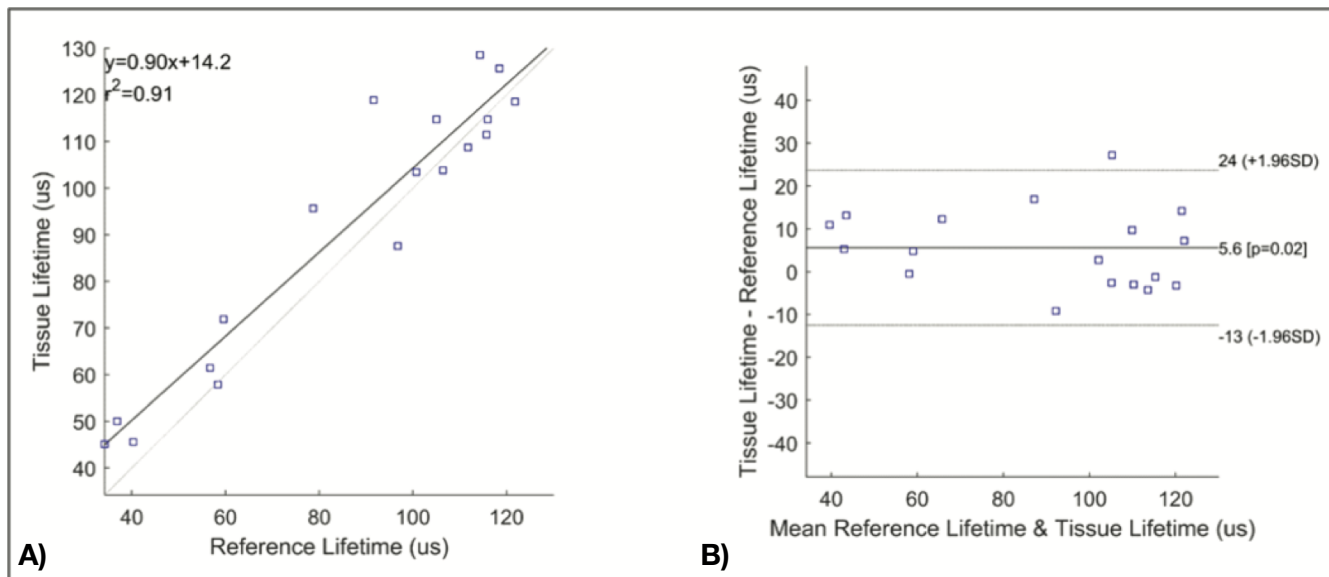 y=0.90x+14.2
r²=0.91
130
120
110
100
90
80
70
60
50
40
Tissue Lifetime (us)
40 60 80 100 120
Reference Lifetime (us)
A)
40
30
20
10
0
-10
-20
-30
-40
Tissue Lifetime - Reference Lifetime (us)
24 (+1.96SD)
5.6 [p=0.02]
-13 (-1.96SD)
40 60 80 100 120
Mean Reference Lifetime & Tissue Lifetime (us)
B)